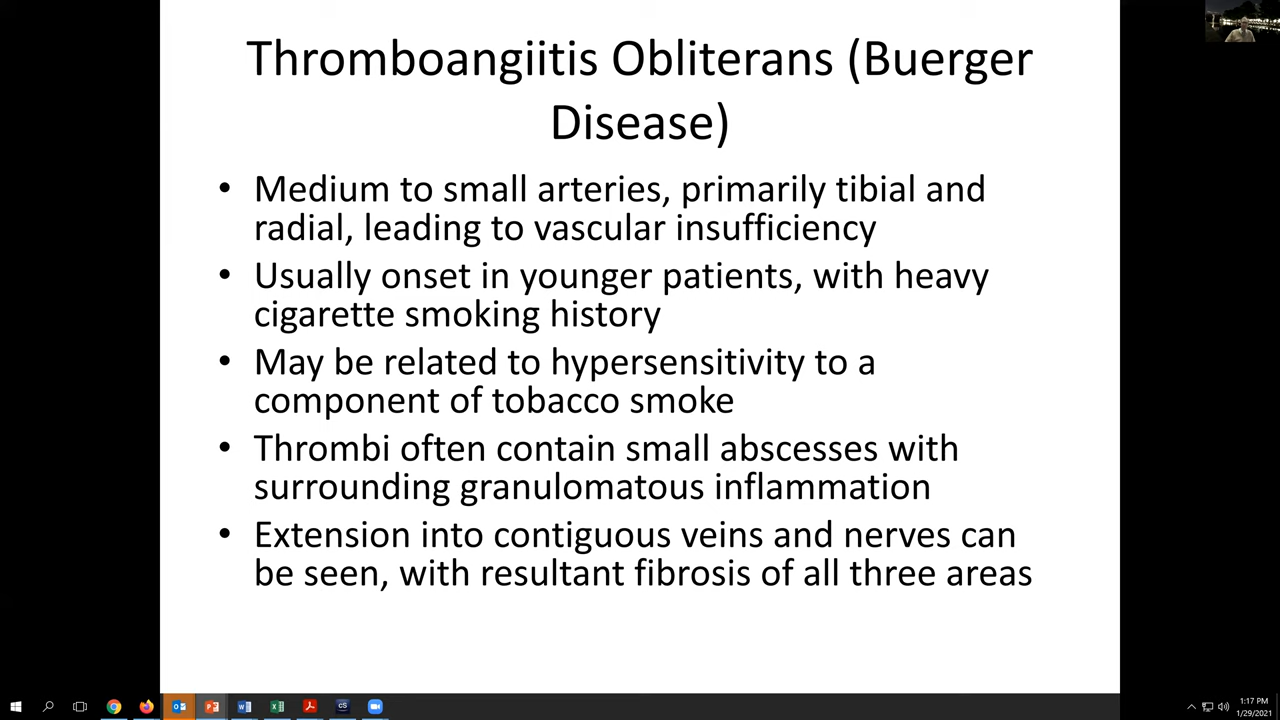 Thromboangiitis Obliterans (Buerger
Disease)
• Medium to small arteries, primarily tibial and
radial, leading to vascular insufficiency
• Usually onset in younger patients, with heavy
cigarette smoking history
• May be related to hypersensitivity to a
component of tobacco smoke
• Thrombi often contain small abscesses with
surrounding granulomatous inflammation
• Extension into contiguous veins and nerves can
be seen, with resultant fibrosis of all three areas
cS
1:17 PM
1/29/2021